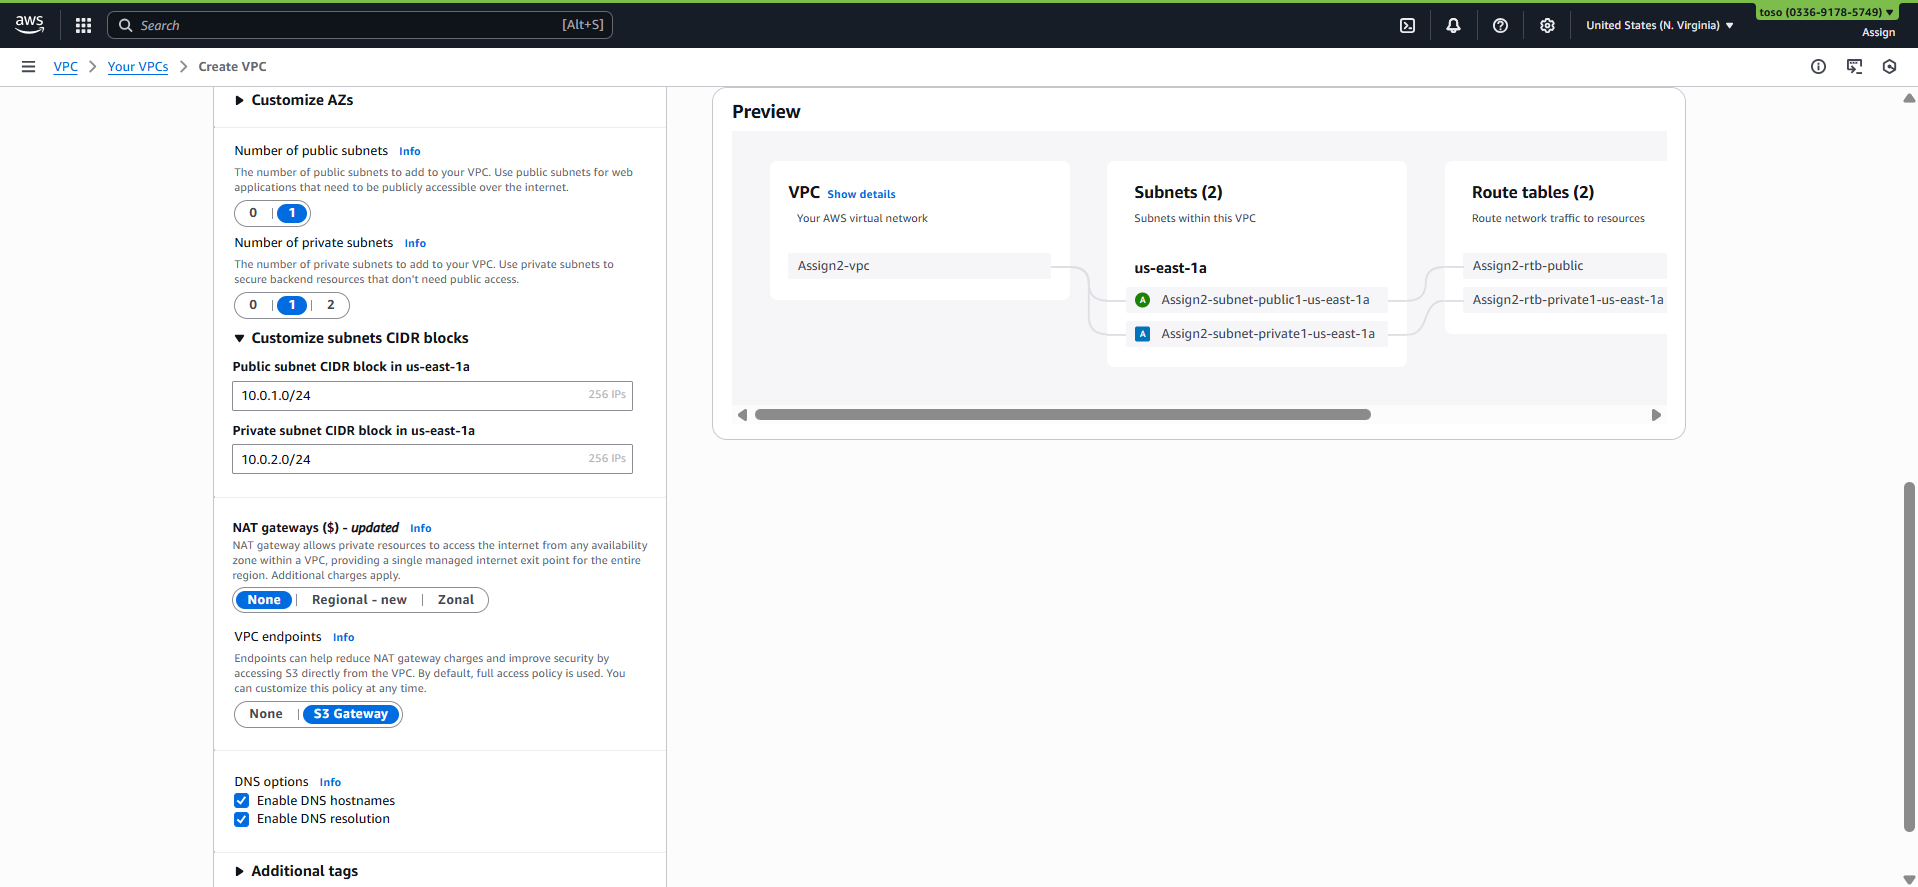 aws
Search
[Alt+S]
United States (N. Virginia)
toso (0336-9178-5749)
Assign
VPC
Your VPCs
Create VPC
Customize AZs
Number of public subnets Info
The number of public subnets to add to your VPC. Use public subnets for web
applications that need to be publicly accessible over the internet.
0 | 1
Number of private subnets Info
The number of private subnets to add to your VPC. Use private subnets to
secure backend resources that don't need public access.
0 | 1 | 2
Customize subnets CIDR blocks
Public subnet CIDR block in us-east-1a
10.0.1.0/24 256 IPs
Private subnet CIDR block in us-east-1a
10.0.2.0/24 256 IPs
NAT gateways ($) - updated Info
NAT gateway allows private resources to access the internet from any availability
zone within a VPC, providing a single managed internet exit point for the entire
region. Additional charges apply.
None | Regional - new | Zonal
VPC endpoints Info
Endpoints can help reduce NAT gateway charges and improve security by
accessing S3 directly from the VPC. By default, full access policy is used. You
can customize this policy at any time.
None | S3 Gateway
DNS options Info
Enable DNS hostnames
Enable DNS resolution
Additional tags
Preview
VPC Show details
Your AWS virtual network
Assign2-vpc
Subnets (2)
Subnets within this VPC
us-east-1a
A Assign2-subnet-public1-us-east-1a
A Assign2-subnet-private1-us-east-1a
Route tables (2)
Route network traffic to resources
Assign2-rtb-public
Assign2-rtb-private1-us-east-1a